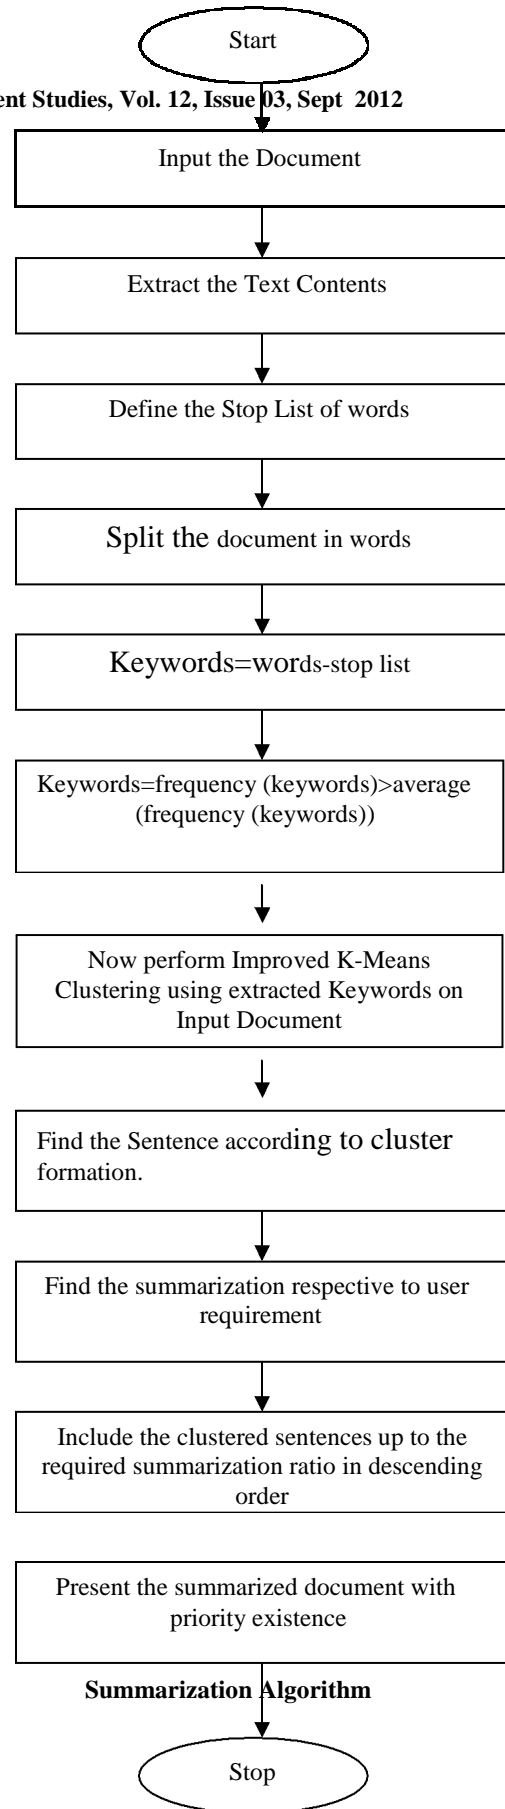 Start
ent Studies, Vol. 12, Issue 03, Sept 2012
Input the Document
Extract the Text Contents
Define the Stop List of words
Split the document in words
Keywords=words-stop list
Keywords=frequency (keywords)>average
(frequency (keywords))
Now perform Improved K-Means
Clustering using extracted Keywords on
Input Document
Find the Sentence according to cluster
formation.
Find the summarization respective to user
requirement
Include the clustered sentences up to the
required summarization ratio in descending
order
Present the summarized document with
priority existence
Summarization Algorithm
Stop